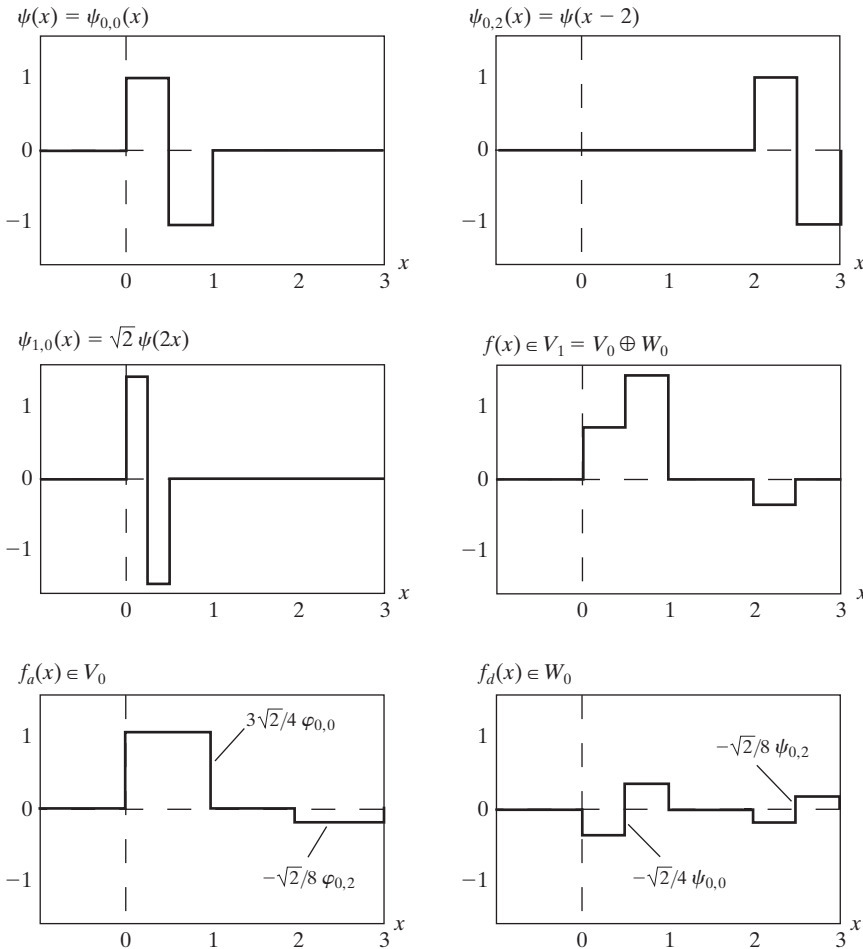 ψ(x) = ψ0,0(x)
1
0
−1
0 1 2 3
x
ψ0,2(x) = ψ(x − 2)
1
0
−1
0 1 2 3
x
ψ1,0(x) = √2 ψ(2x)
1
0
−1
0 1 2 3
x
f(x) ∈ V1 = V0 ⊕ W0
1
0
−1
0 1 2 3
x
fa(x) ∈ V0
1
0
−1
3√2/4 φ0,0
−√2/8 φ0,2
0 1 2 3
x
fd(x) ∈ W0
1
0
−1
−√2/8 ψ0,2
−√2/4 ψ0,0
0 1 2 3
x